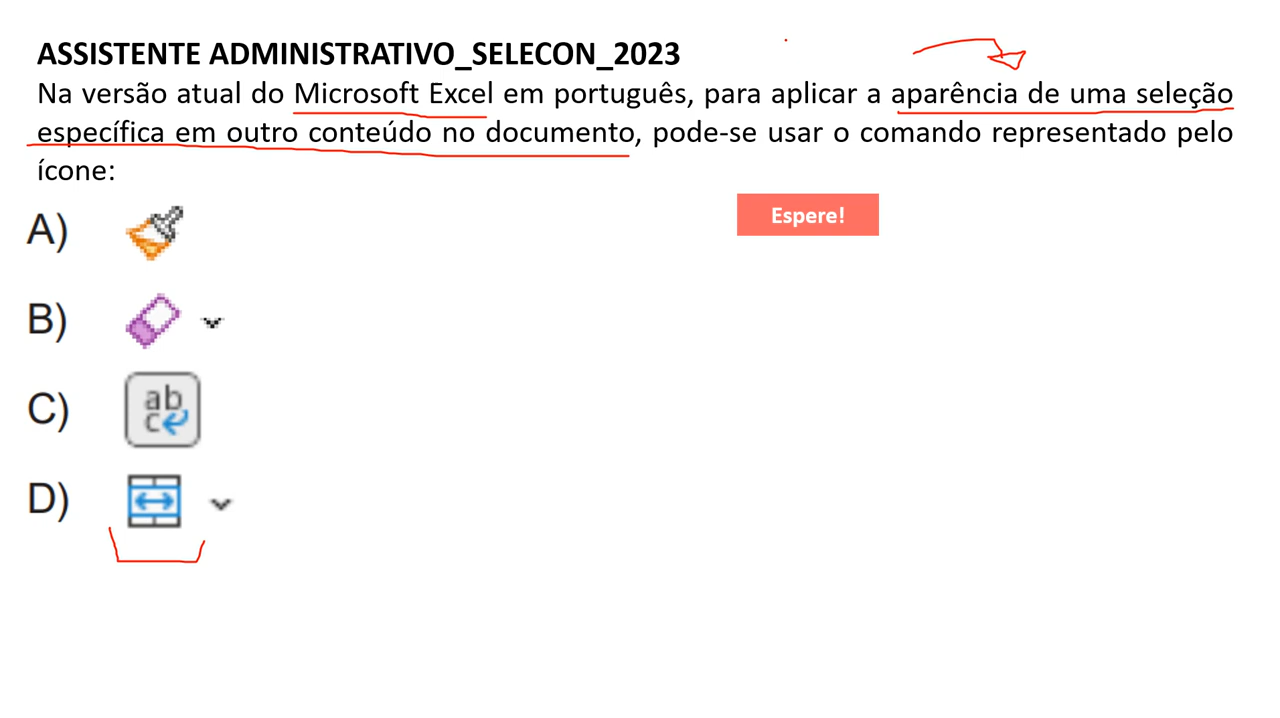 ASSISTENTE ADMINISTRATIVO_SELECON_2023
Na versão atual do Microsoft Excel em português, para aplicar a aparência de uma seleção
específica em outro conteúdo no documento, pode-se usar o comando representado pelo
ícone:
Espere!
A)
B)
C) ab c
D)